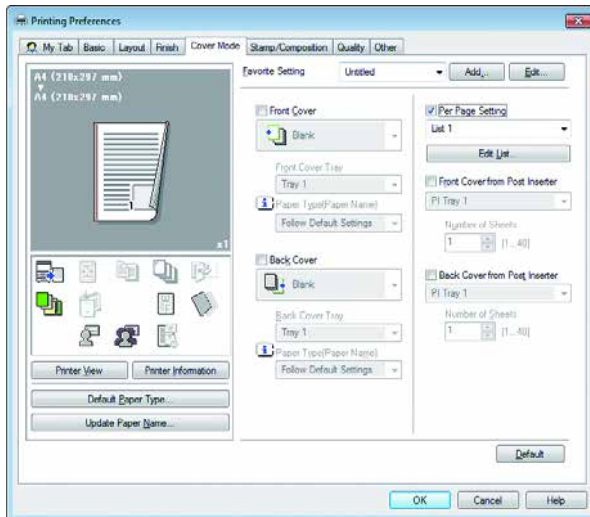 Printing Preferences
My Tab Basic Layout Finish Cover Mode Stamp/Composition Quality Other
A4 (210x297 mm)
A4 (210x297 mm)
1
x1
Printer View Printer Information
Default Paper Type...
Update Paper Name...
Favorite Setting Untitled Add... Edit...
Front Cover
Blank
Front Cover Tray
Tray 1
Paper Type(Paper Name)
Follow Default Settings
Back Cover
Blank
Back Cover Tray
Tray 1
Paper Type(Paper Name)
Follow Default Settings
Per Page Setting
List 1
Edit List...
Front Cover from Post Inserter
PI Tray 1
Number of Sheets
1 [1...40]
Back Cover from Post Inserter
PI Tray 1
Number of Sheets
1 [1...40]
Default
OK Cancel Help